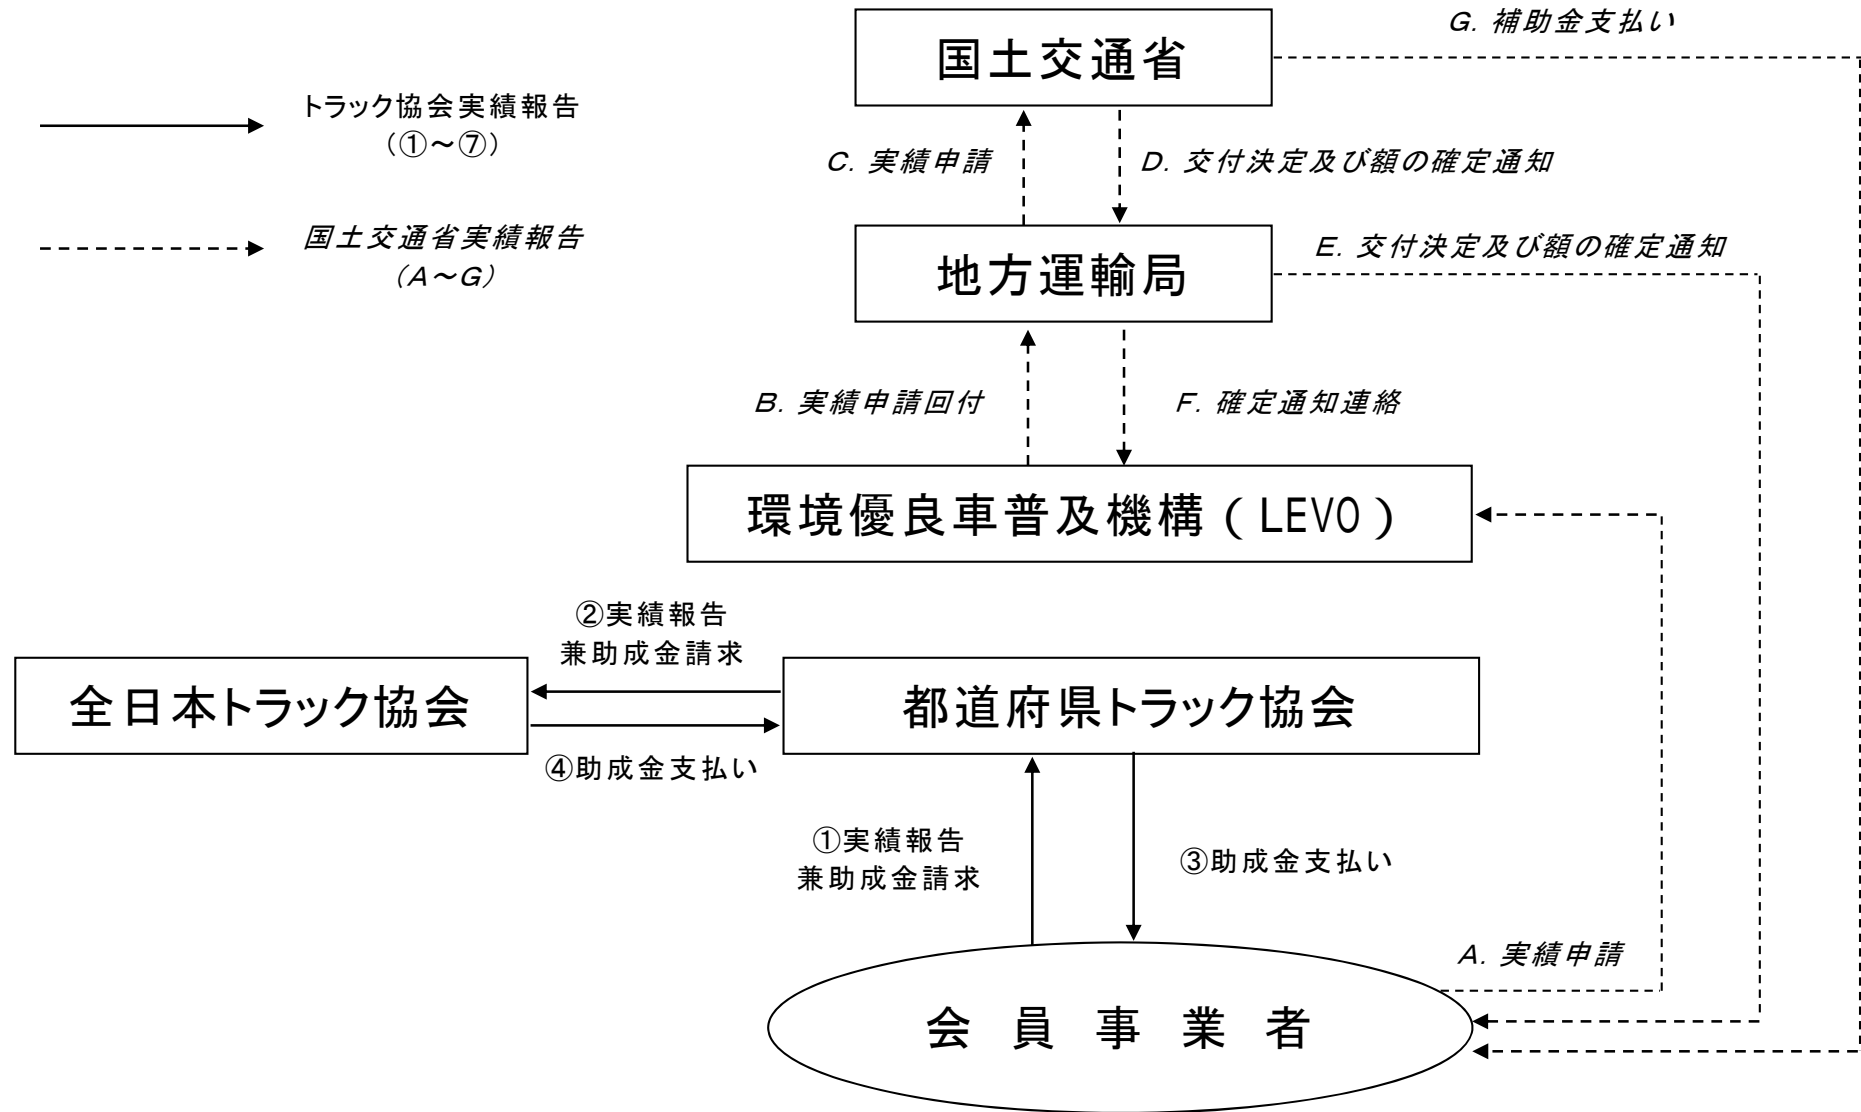 国土交通省
G. 補助金支払い
トラック協会実績報告
(①～⑦)
C. 実績申請
D. 交付決定及び額の確定通知
国土交通省実績報告
(A～G)
地方運輸局
E. 交付決定及び額の確定通知
B. 実績申請回付
F. 確定通知連絡
環境優良車普及機構(LEVO)
②実績報告
兼助成金請求
全日本トラック協会
都道府県トラック協会
④助成金支払い
①実績報告
兼助成金請求
③助成金支払い
A. 実績申請
会員事業者